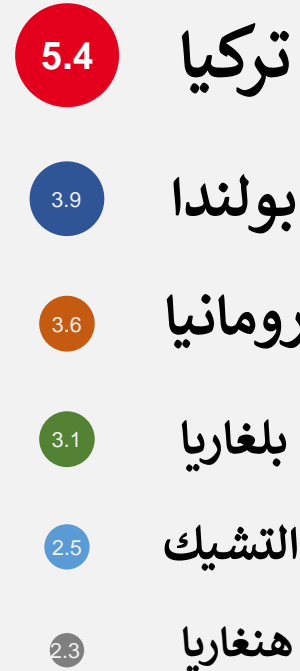 تركيا 5.4
بولندا 3.9
رومانيا 3.6
بلغاريا 3.1
التشيك 2.5
هنغاريا 2.3